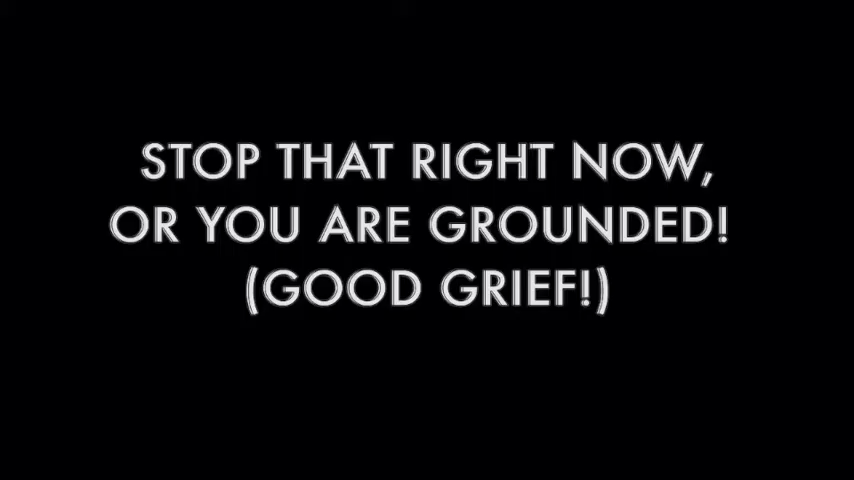 STOP THAT RIGHT NOW,
OR YOU ARE GROUNDED!
(GOOD GRIEF!)